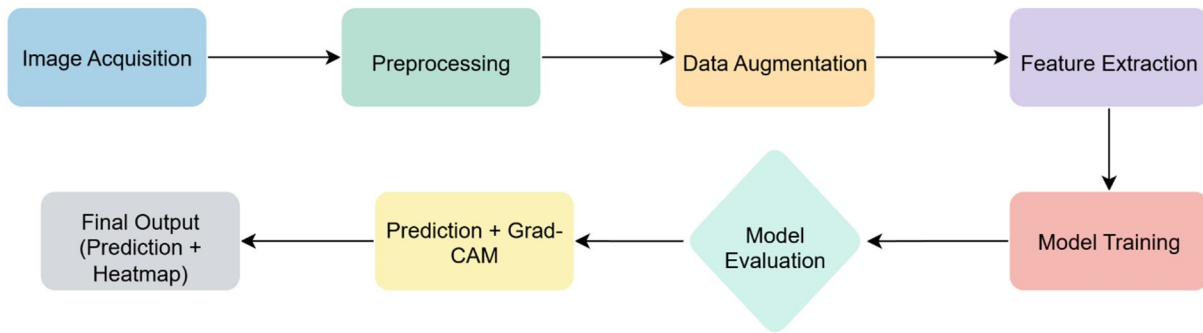 Image Acquisition
Preprocessing
Data Augmentation
Feature Extraction
Final Output
(Prediction +
Heatmap)
Prediction + Grad-
CAM
Model
Evaluation
Model Training